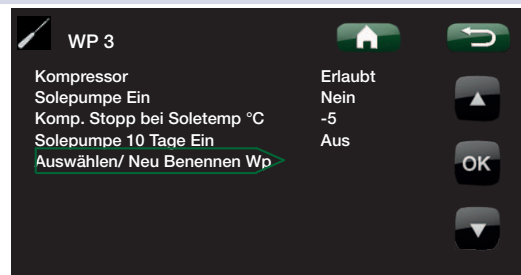 WP 3
Kompressor Erlaubt
Solepumpe Ein Nein
Komp. Stopp bei Soletemp °C -5
Solepumpe 10 Tage Ein Aus
Auswählen/ Neu Benennen Wp
OK